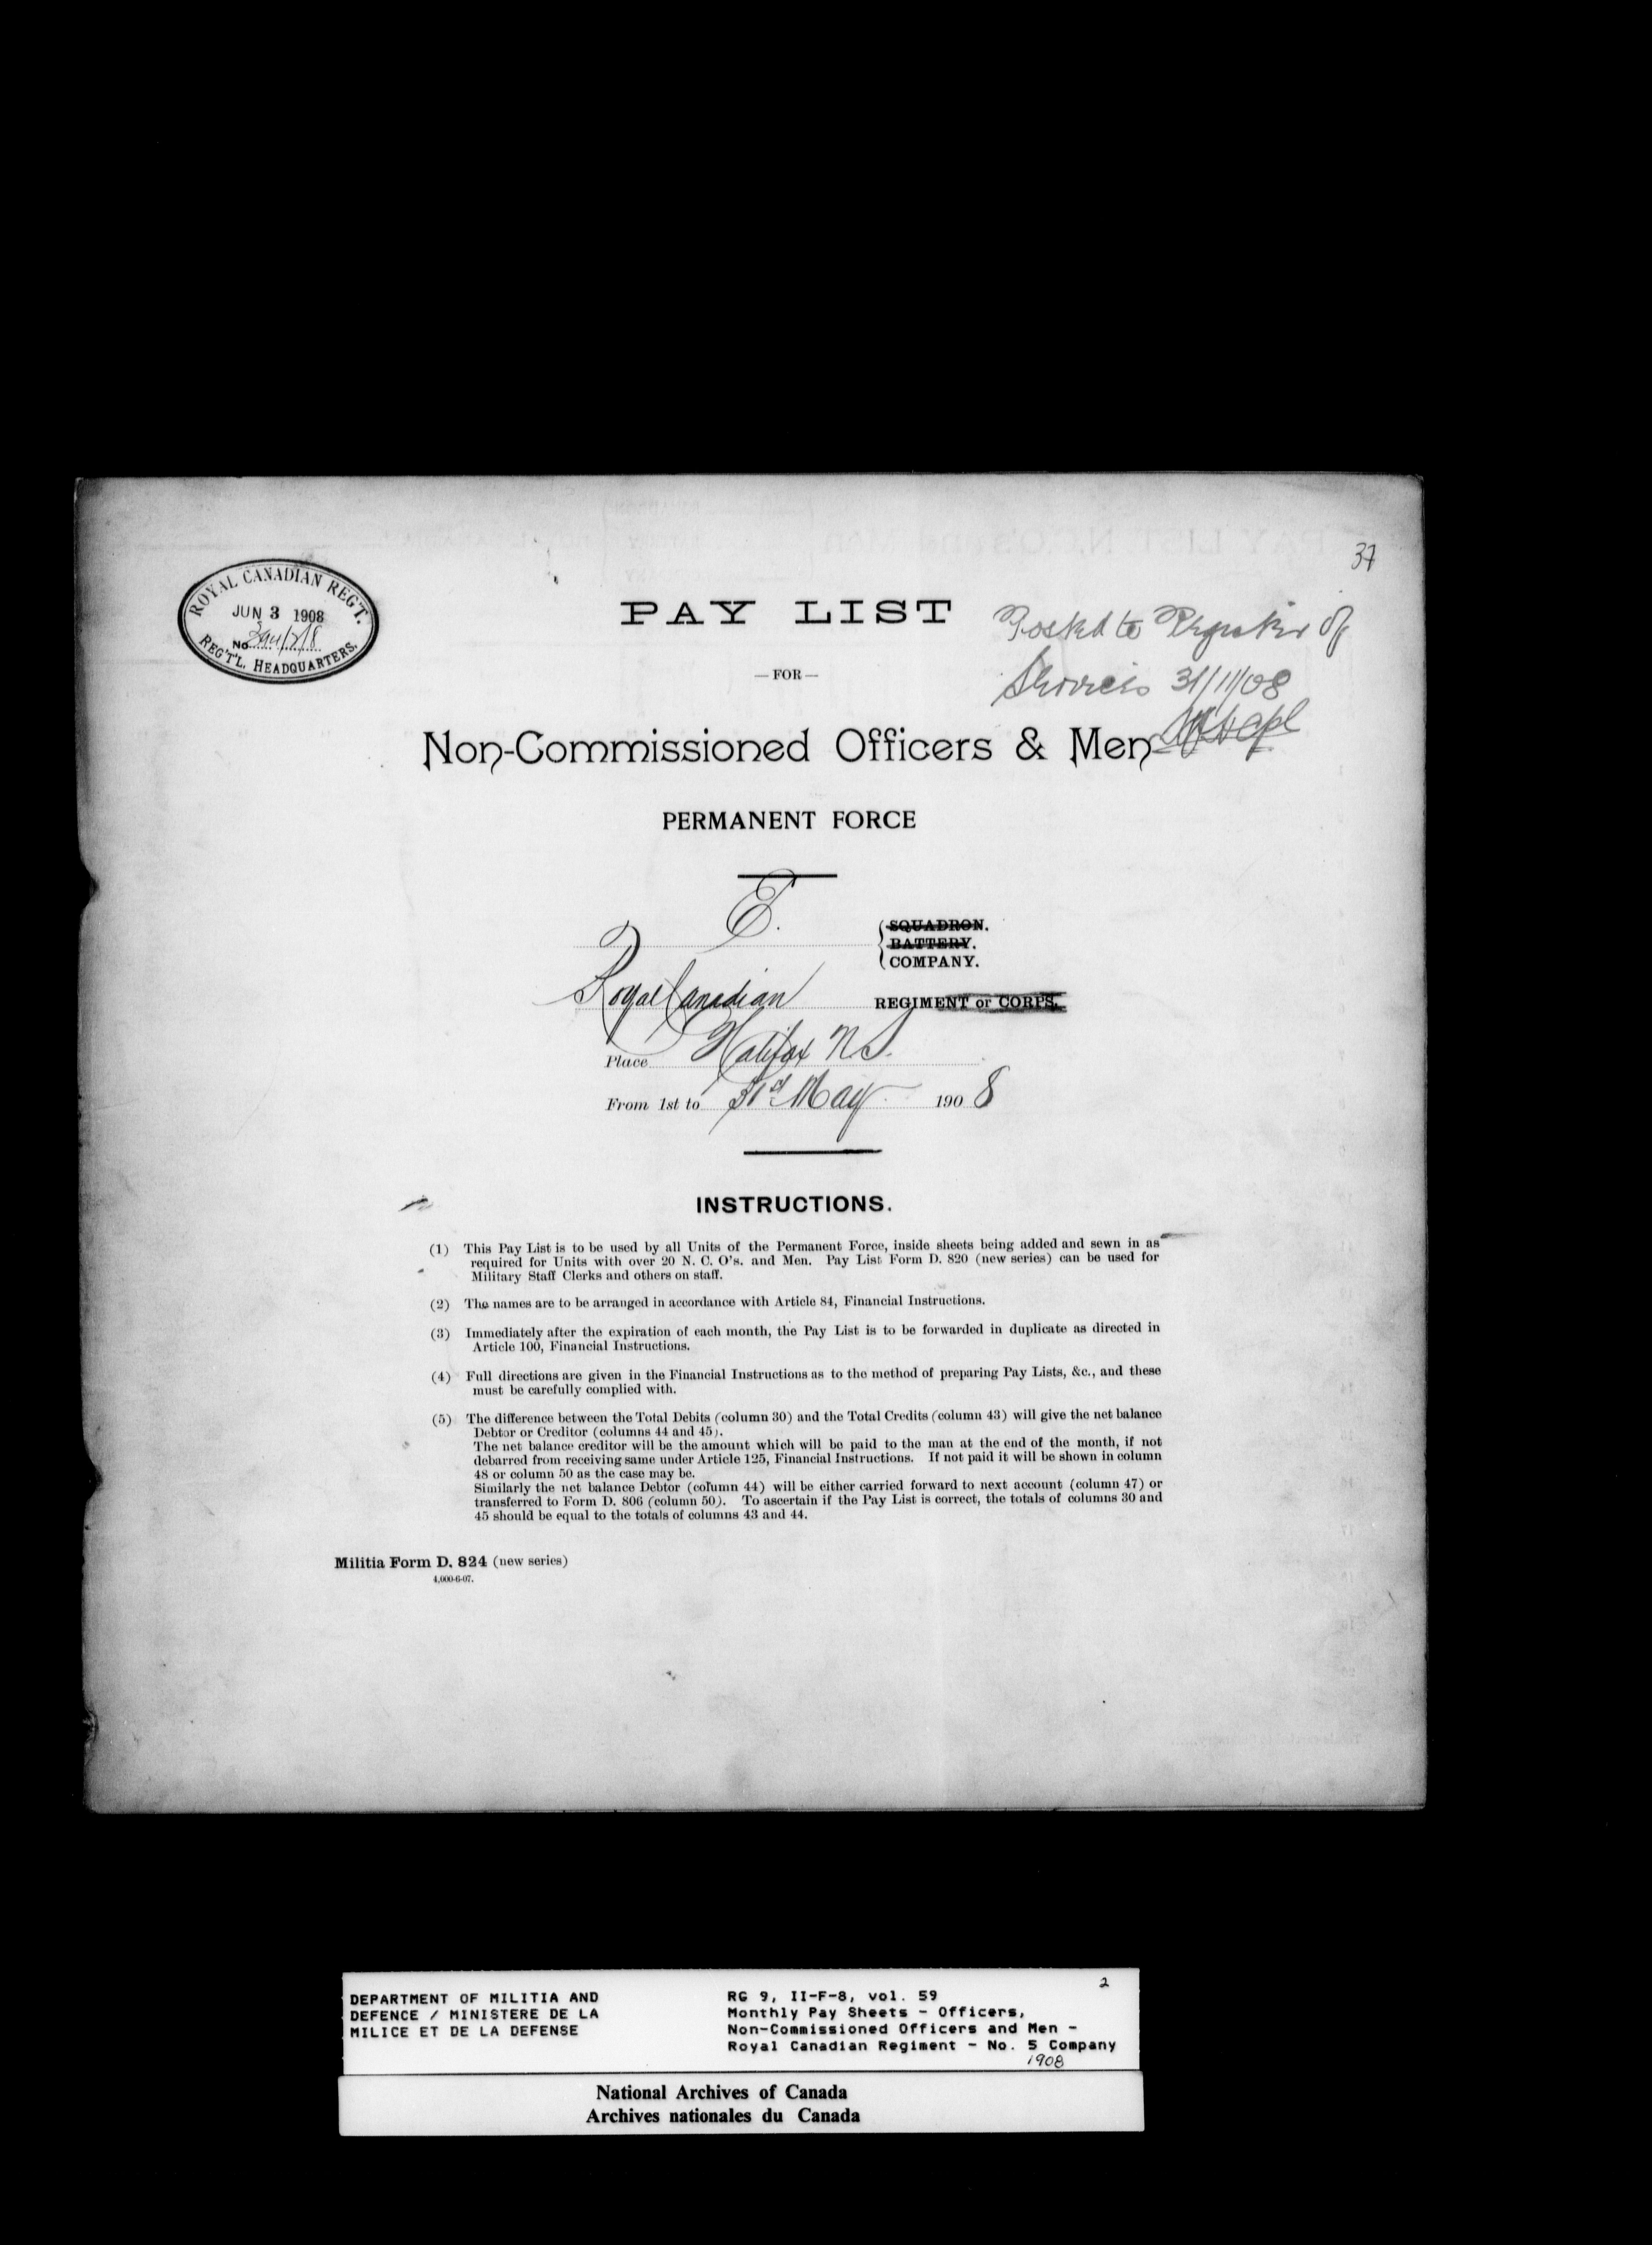 37
ROYAL CANADIAN REG'T.
JUN 3 1908
No.
REG'T'L. HEADQUARTERS.
PAY LIST
Posted to Register of
Services 31/11/08
— FOR —
Non-Commissioned Officers & Men
PERMANENT FORCE
E.
SQUADRON.
BATTERY.
COMPANY.
Royal Canadian REGIMENT or CORPS.
Place Halifax N.S.
From 1st to 31st May 1908
INSTRUCTIONS.
(1) This Pay List is to be used by all Units of the Permanent Force, inside sheets being added and sewn in as
required for Units with over 20 N. C. O's. and Men. Pay List Form D. 820 (new series) can be used for
Military Staff Clerks and others on staff.
(2) The names are to be arranged in accordance with Article 84, Financial Instructions.
(3) Immediately after the expiration of each month, the Pay List is to be forwarded in duplicate as directed in
Article 100, Financial Instructions.
(4) Full directions are given in the Financial Instructions as to the method of preparing Pay Lists, &c., and these
must be carefully complied with.
(5) The difference between the Total Debits (column 30) and the Total Credits (column 43) will give the net balance
Debtor or Creditor (columns 44 and 45).
The net balance creditor will be the amount which will be paid to the man at the end of the month, if not
debarred from receiving same under Article 125, Financial Instructions. If not paid it will be shown in column
48 or column 50 as the case may be.
Similarly the net balance Debtor (column 44) will be either carried forward to next account (column 47) or
transferred to Form D. 806 (column 50). To ascertain if the Pay List is correct, the totals of columns 30 and
45 should be equal to the totals of columns 43 and 44.
Militia Form D. 824 (new series)
4,000-6-07.
2
DEPARTMENT OF MILITIA AND
DEFENCE / MINISTERE DE LA
MILICE ET DE LA DEFENSE
RG 9, II-F-8, vol. 59
Monthly Pay Sheets - Officers,
Non-Commissioned Officers and Men -
Royal Canadian Regiment - No. 5 Company
1908
National Archives of Canada
Archives nationales du Canada